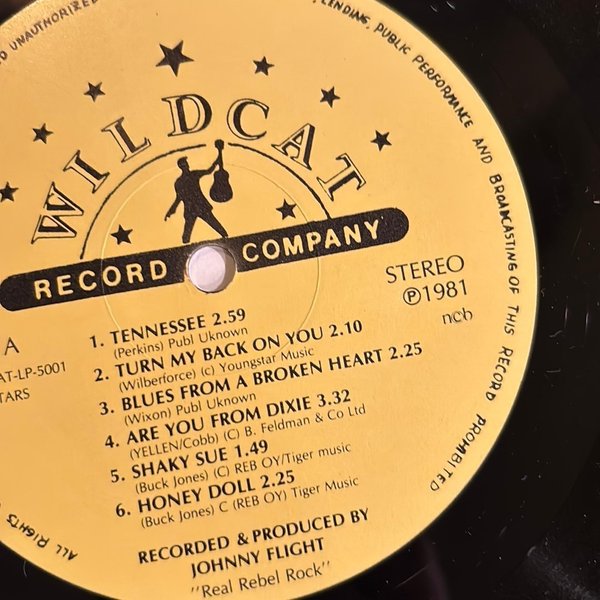 D UNAUTHORIZED
LENDING, PUBLIC PERFORMANCE AND BROADCASTING OF THIS RECORD PROHIBITED
WILDCAT
RECORD COMPANY
STEREO
Ⓟ1981
ncb
A
AT-LP-5001
TARS
1. TENNESSEE 2.59
(Perkins) Publ Uknown
2. TURN MY BACK ON YOU 2.10
(Wilberforce) (c) Youngstar Music
3. BLUES FROM A BROKEN HEART 2.25
(Wixon) Publ Uknown
4. ARE YOU FROM DIXIE 3.32
(YELLEN/Cobb) (C) B. Feldman & Co Ltd
5. SHAKY SUE 1.49
(Buck Jones) (C) REB OY/Tiger music
6. HONEY DOLL 2.25
(Buck Jones) C (REB OY) Tiger Music
RECORDED & PRODUCED BY
JOHNNY FLIGHT
"Real Rebel Rock"
ALL RIGHTS